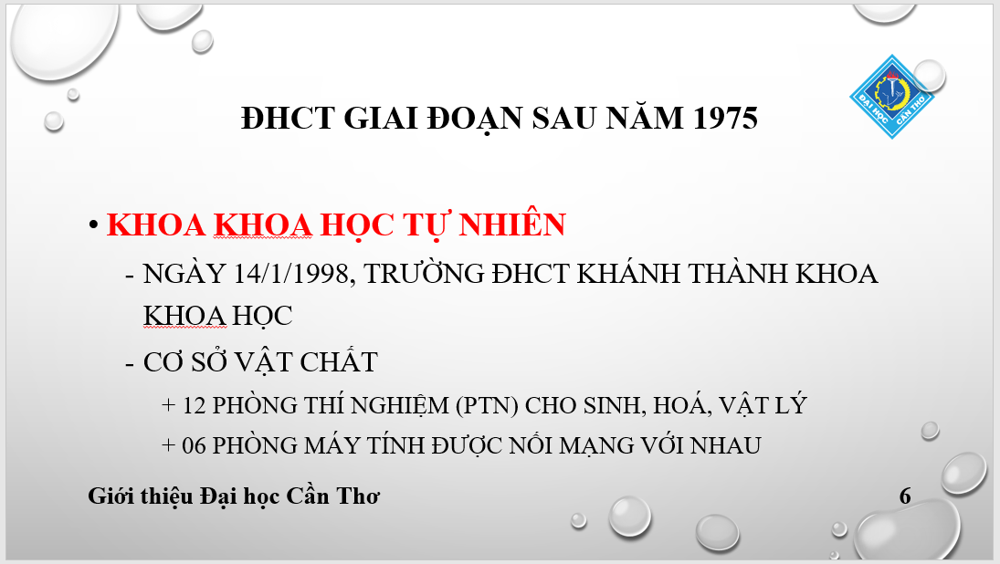 ĐHCT GIAI ĐOẠN SAU NĂM 1975
ĐẠI HỌC CẦN THƠ
• KHOA KHOA HỌC TỰ NHIÊN
- NGÀY 14/1/1998, TRƯỜNG ĐHCT KHÁNH THÀNH KHOA
KHOA HỌC
- CƠ SỞ VẬT CHẤT
+ 12 PHÒNG THÍ NGHIỆM (PTN) CHO SINH, HOÁ, VẬT LÝ
+ 06 PHÒNG MÁY TÍNH ĐƯỢC NỐI MẠNG VỚI NHAU
Giới thiệu Đại học Cần Thơ 6